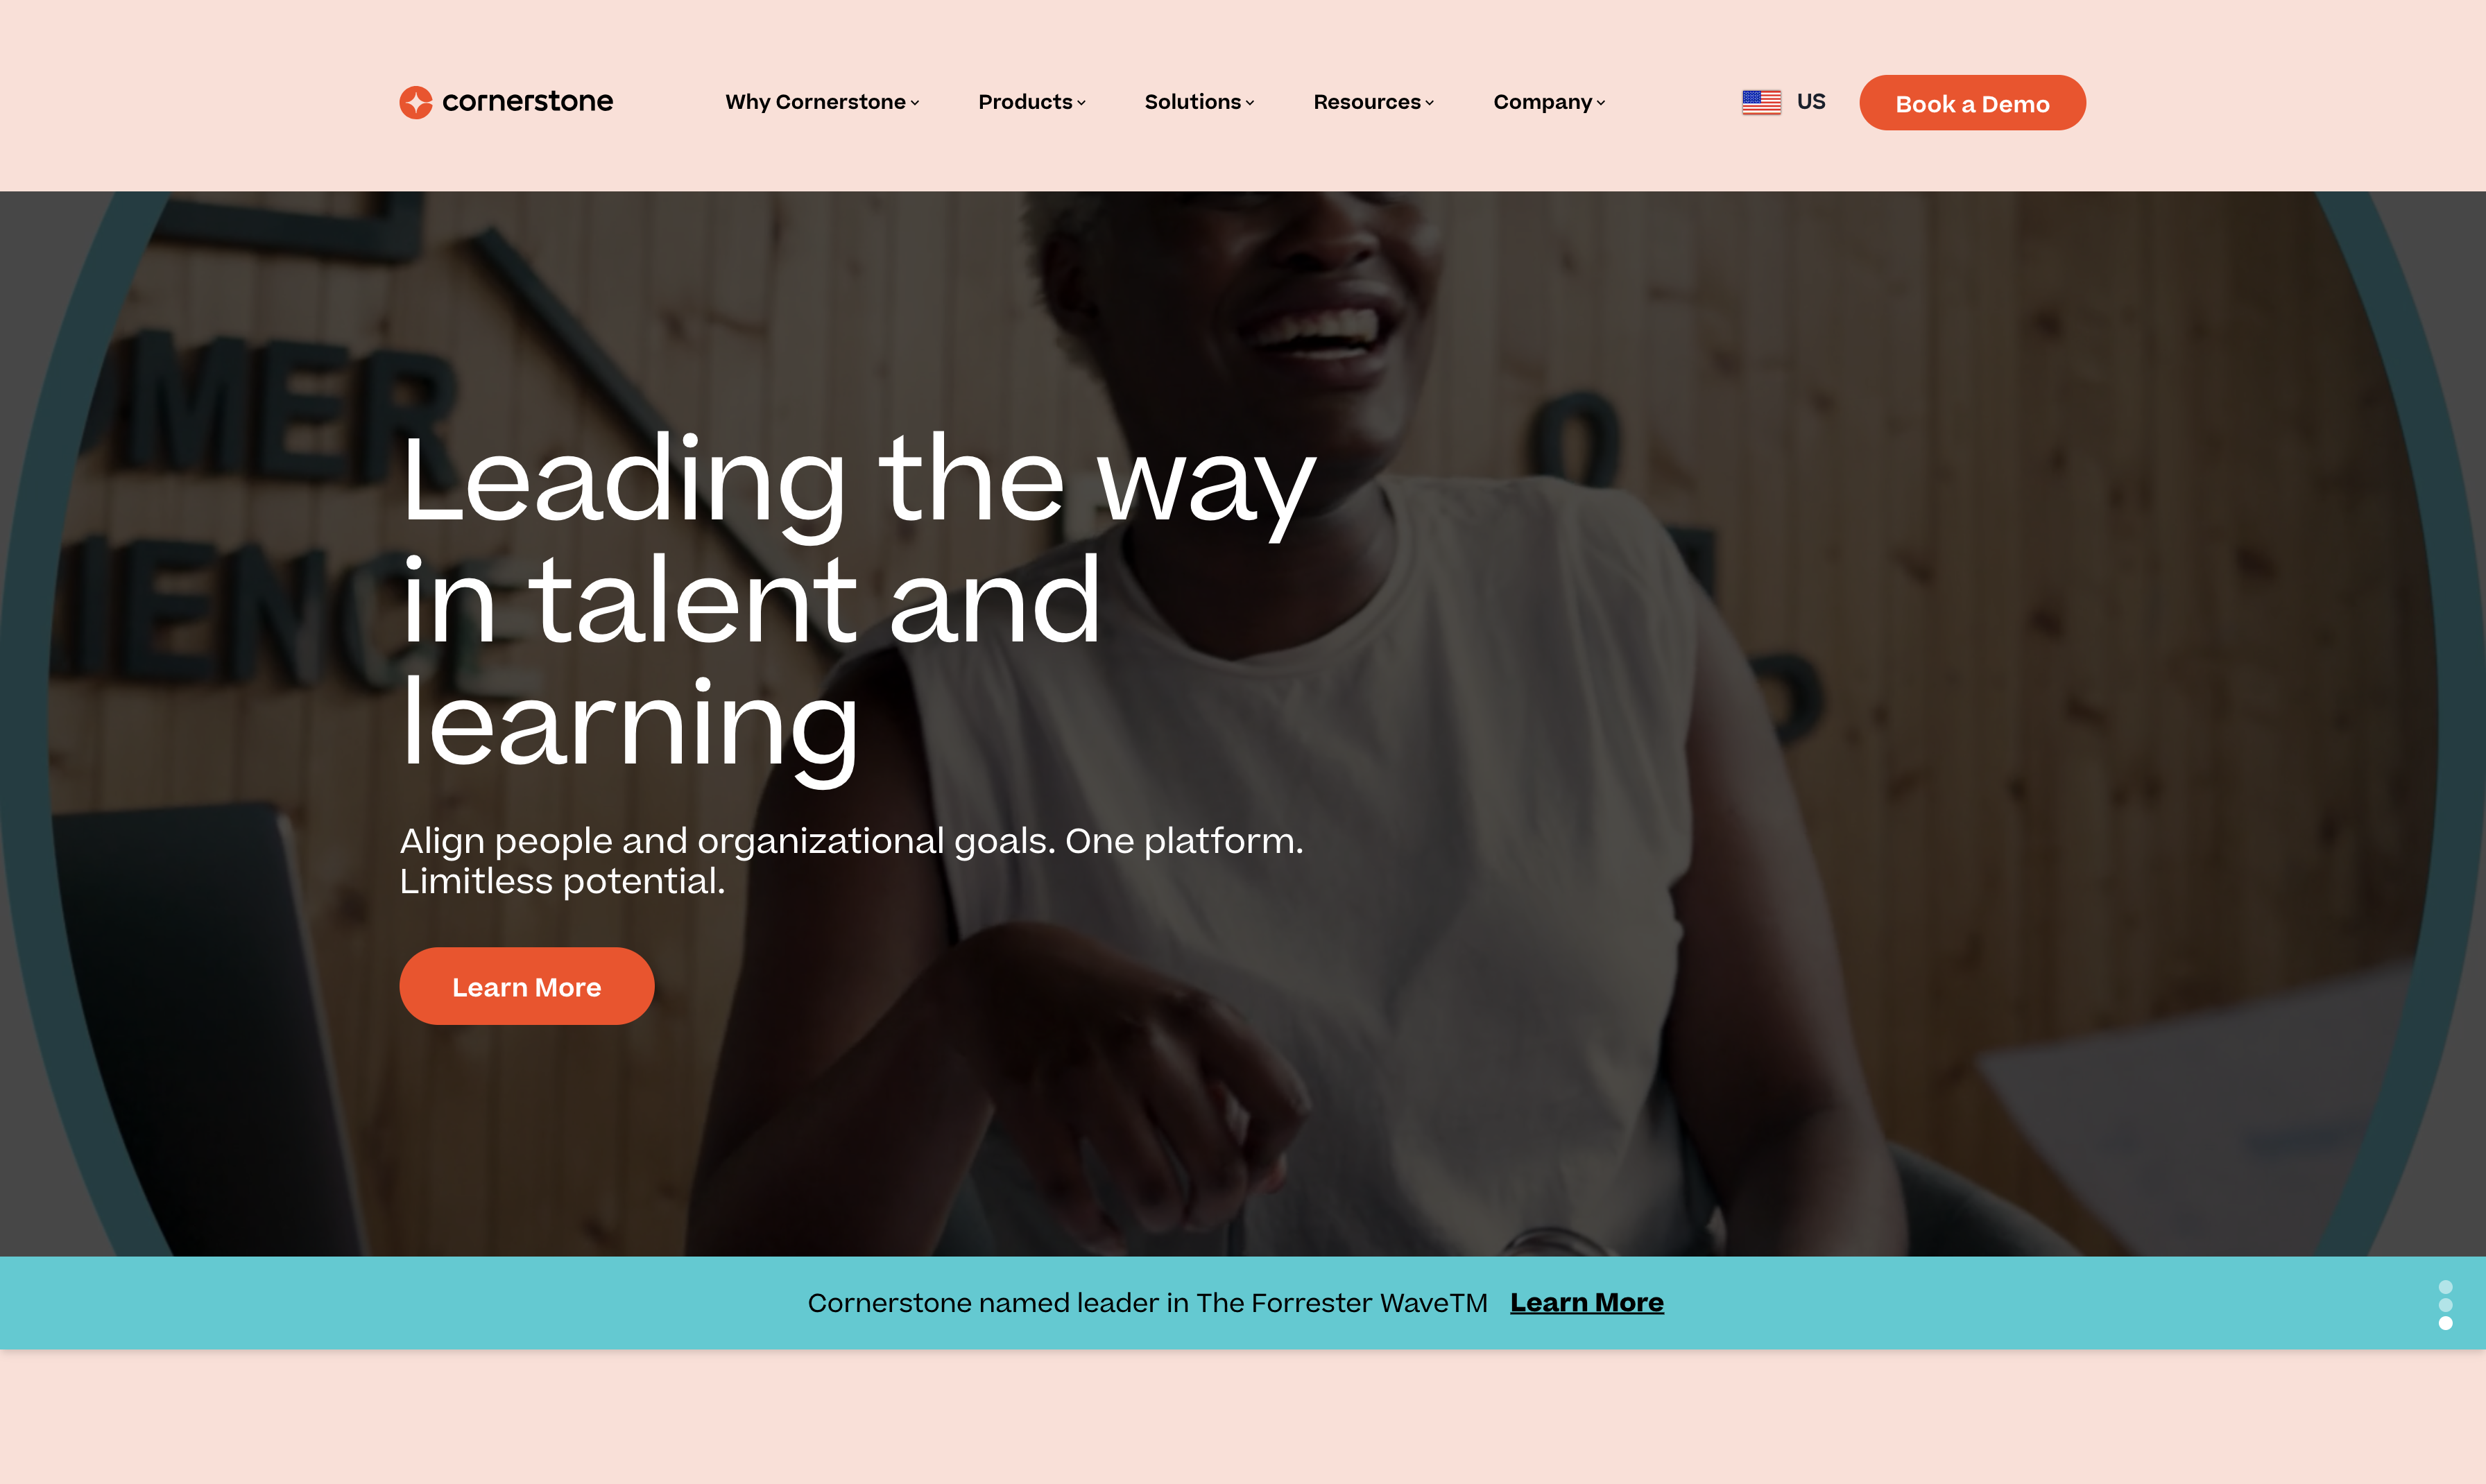 cornerstone
Why Cornerstone
Products
Solutions
Resources
Company
US
Book a Demo
Leading the way
in talent and
learning
Align people and organizational goals. One platform.
Limitless potential.
Learn More
Cornerstone named leader in The Forrester WaveTM Learn More